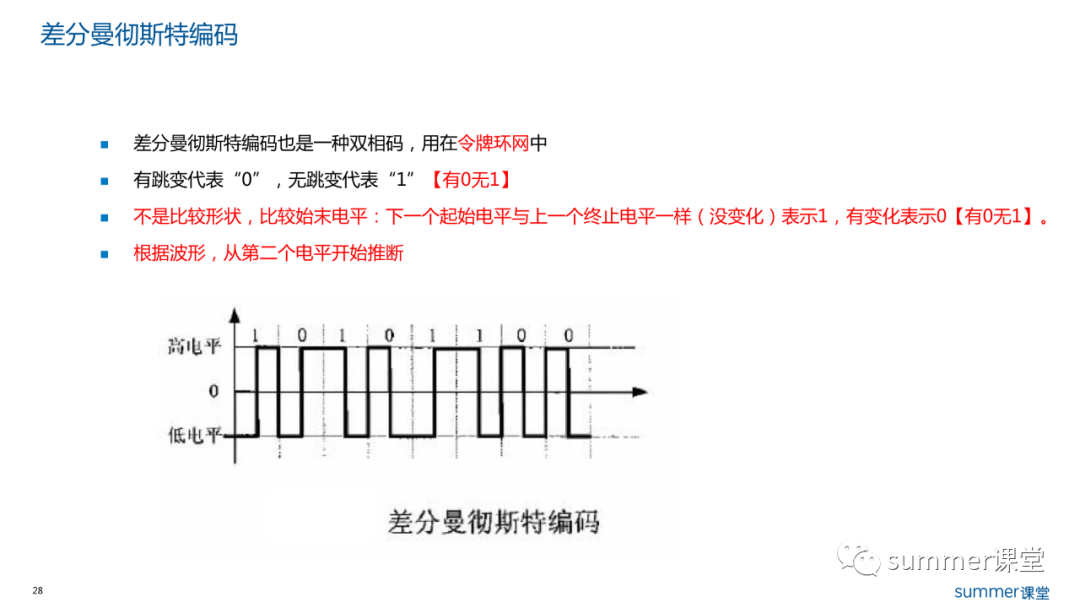 差分曼彻斯特编码
差分曼彻斯特编码也是一种双相码，用在令牌环网中
有跳变代表“0”，无跳变代表“1”【有0无1】
不是比较形状，比较始末电平：下一个起始电平与上一个终止电平一样（没变化）表示1，有变化表示0【有0无1】。
根据波形，从第二个电平开始推断
1 0 1 0 1 1 0 0
高电平
0
低电平
差分曼彻斯特编码
summer课堂
28
summer课堂